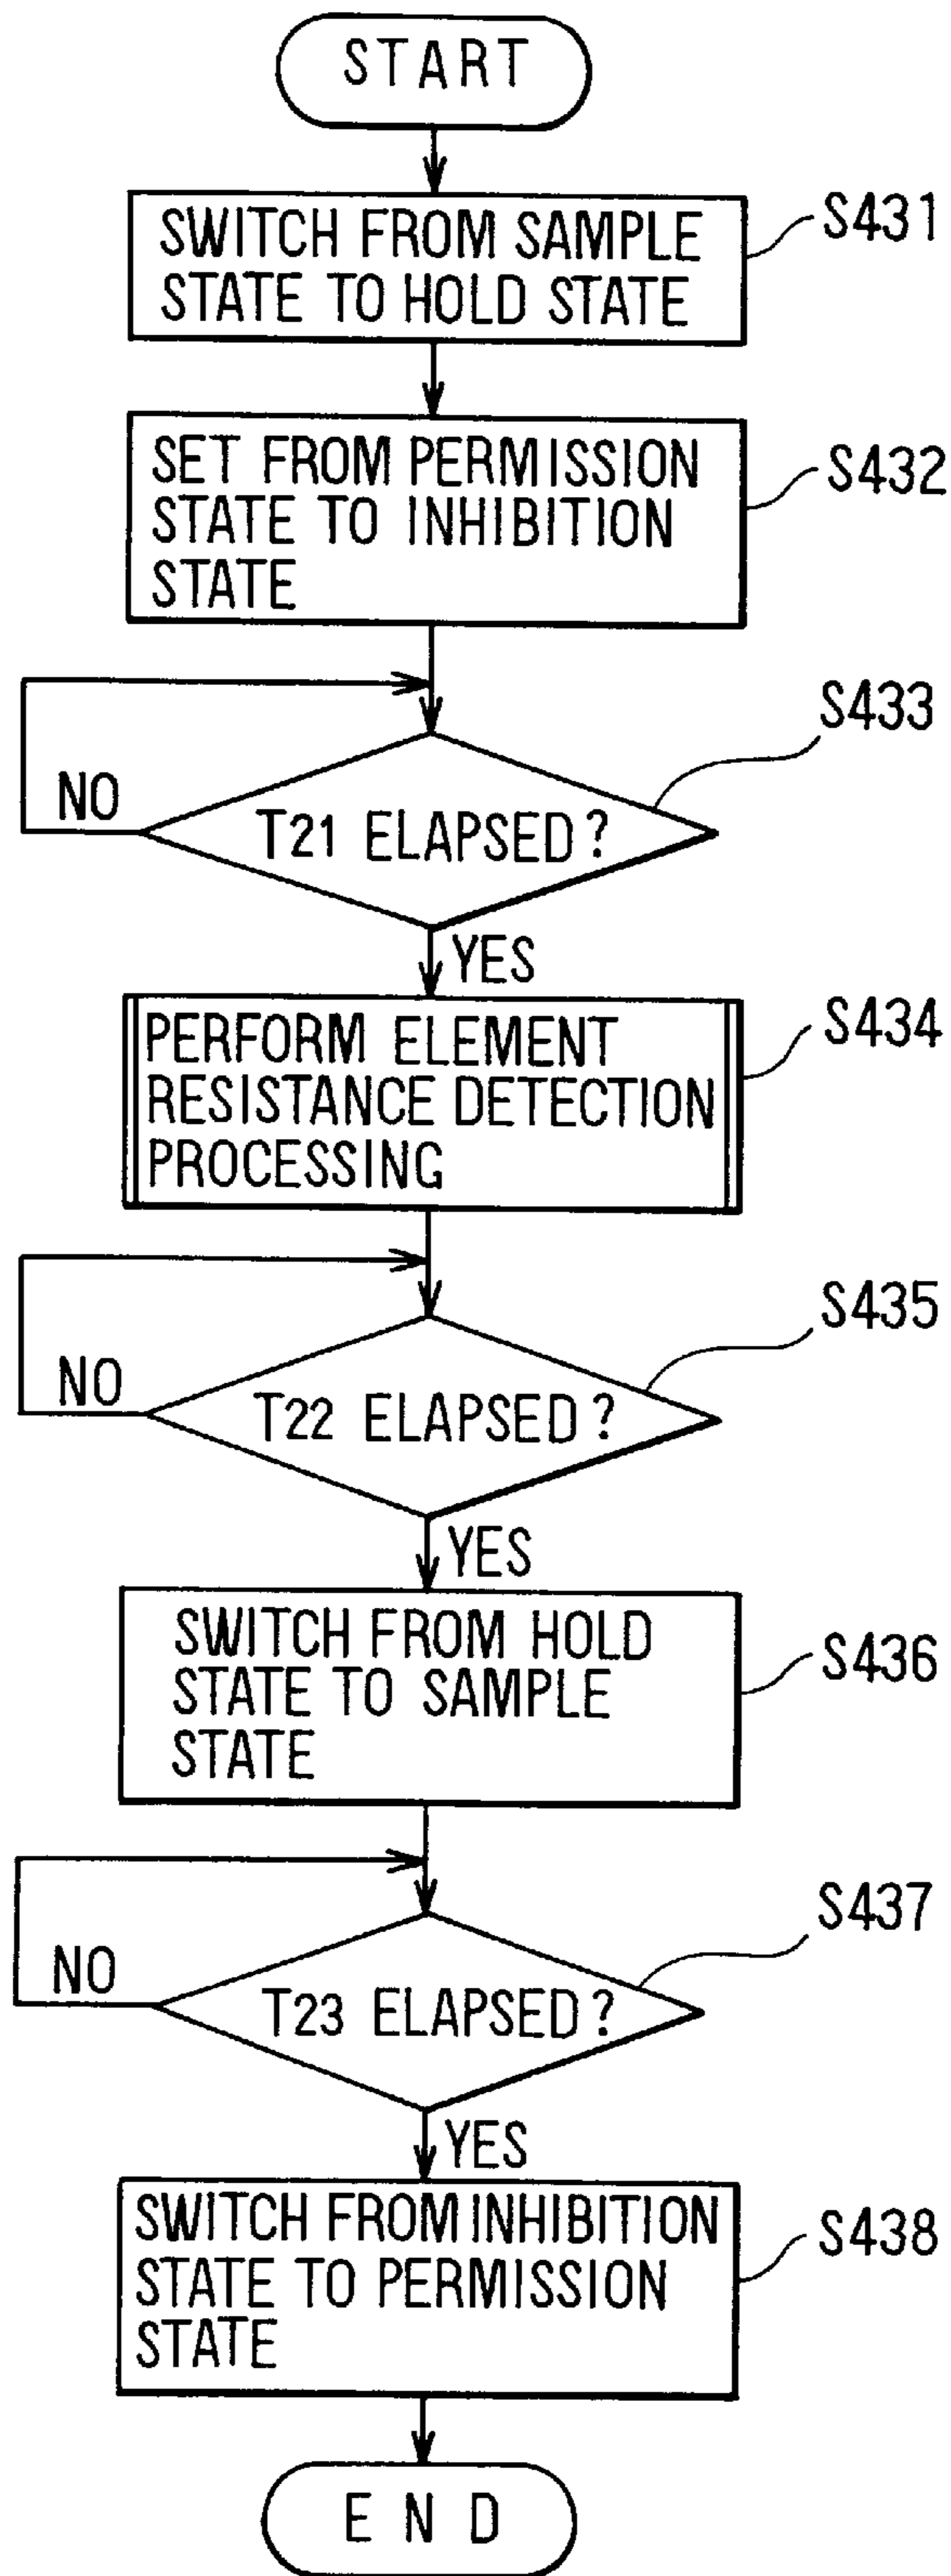 START
SWITCH FROM SAMPLE
STATE TO HOLD STATE
S431
SET FROM PERMISSION
STATE TO INHIBITION
STATE
S432
S433
NO
T21 ELAPSED?
YES
PERFORM ELEMENT
RESISTANCE DETECTION
PROCESSING
S434
S435
NO
T22 ELAPSED?
YES
SWITCH FROM HOLD
STATE TO SAMPLE
STATE
S436
S437
NO
T23 ELAPSED?
YES
SWITCH FROM INHIBITION
STATE TO PERMISSION
STATE
S438
END